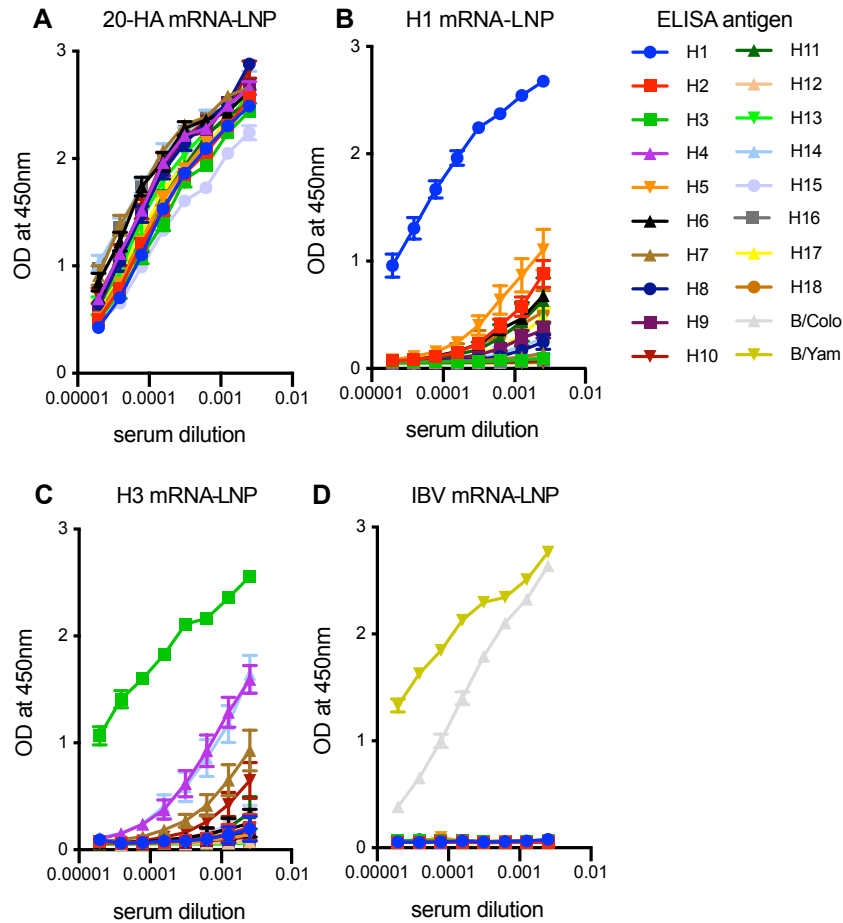 A 20-HA mRNA-LNP
3
2
1
0
OD at 450nm
0.00001 0.0001 0.001 0.01
serum dilution
B H1 mRNA-LNP
3
2
1
0
OD at 450nm
0.00001 0.0001 0.001 0.01
serum dilution
ELISA antigen
H1
H2
H3
H4
H5
H6
H7
H8
H9
H10
H11
H12
H13
H14
H15
H16
H17
H18
B/Colo
B/Yam
C H3 mRNA-LNP
3
2
1
0
OD at 450nm
0.00001 0.0001 0.001 0.01
serum dilution
D IBV mRNA-LNP
3
2
1
0
OD at 450nm
0.00001 0.0001 0.001 0.01
serum dilution